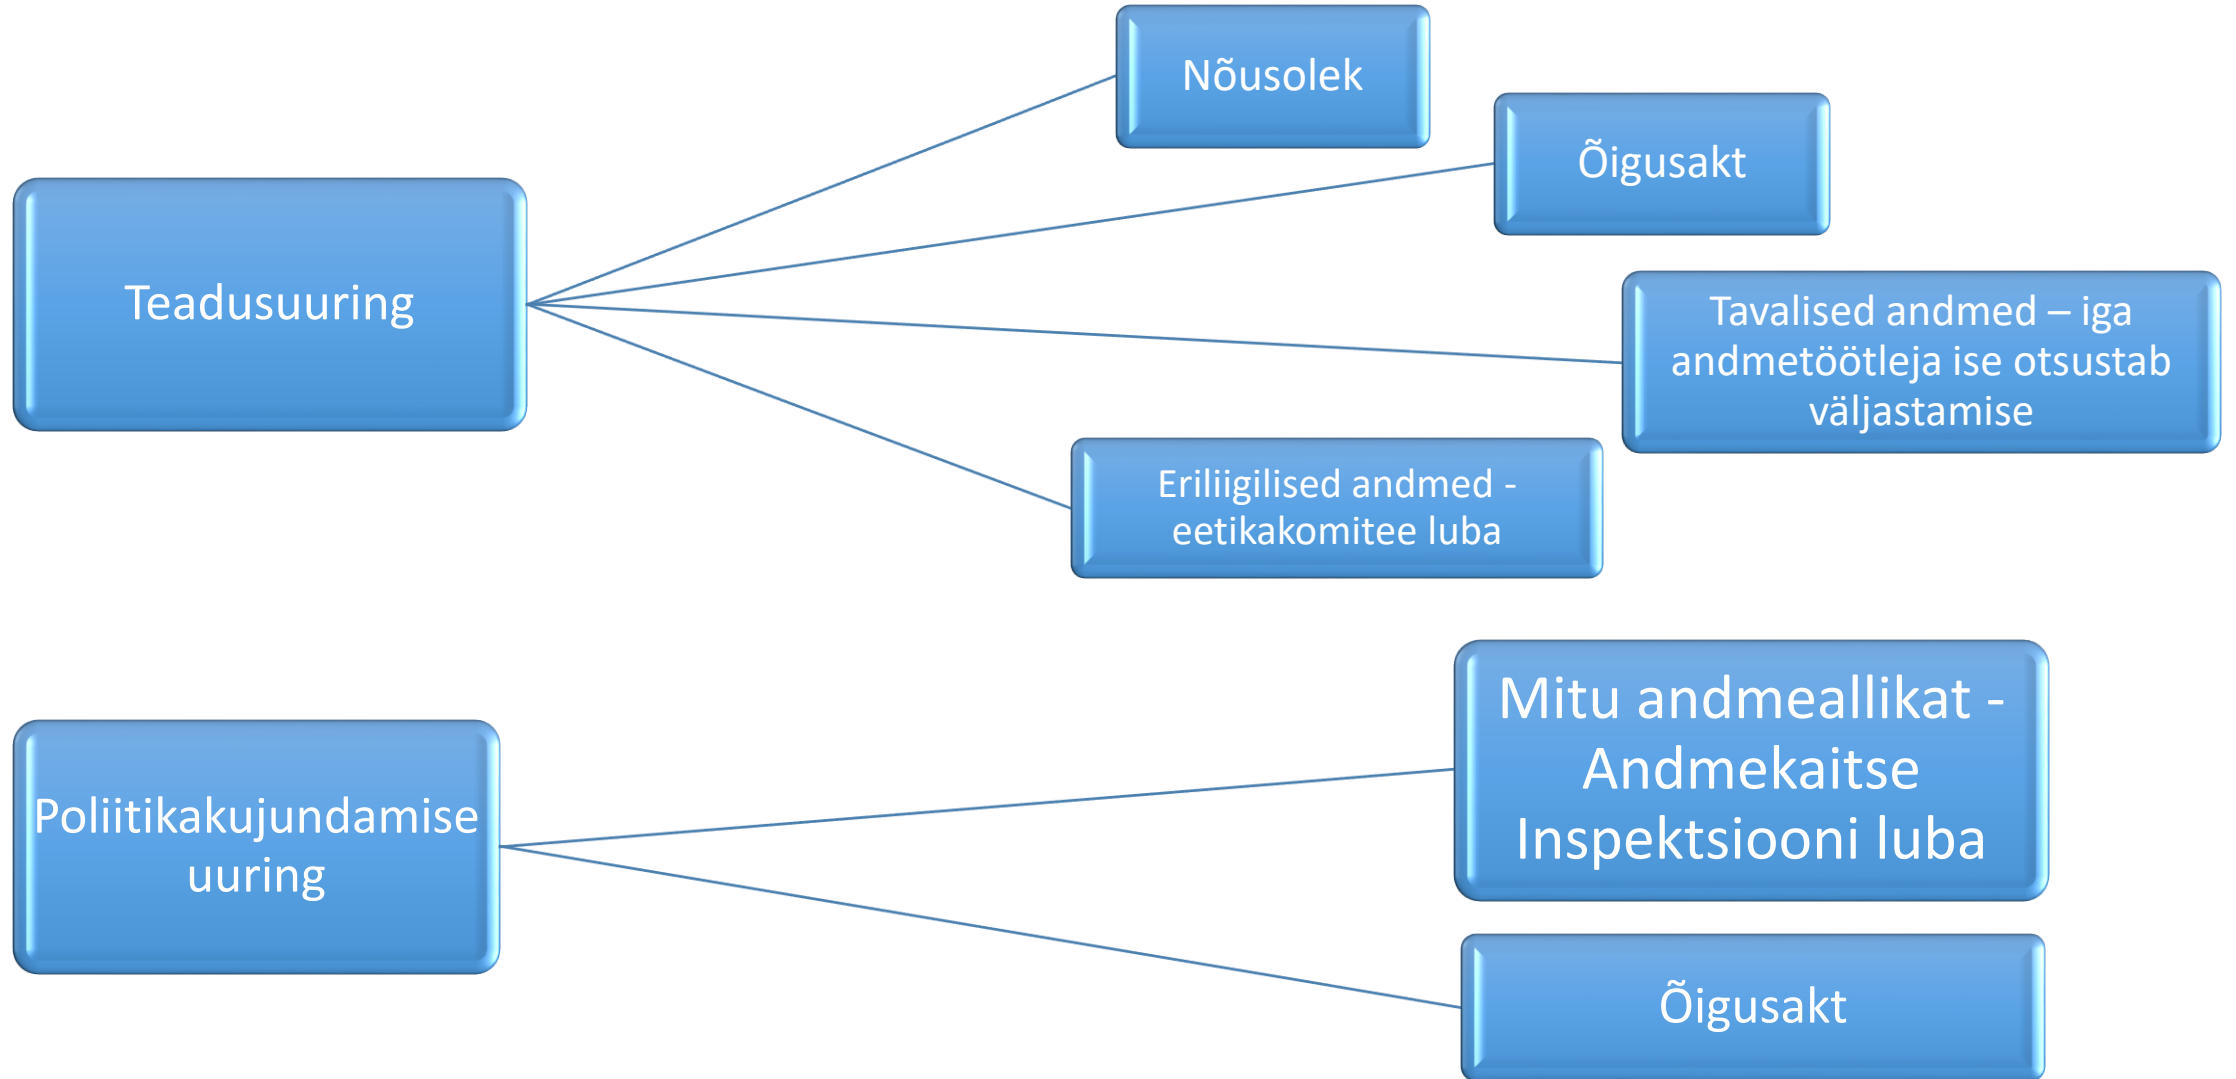 Teadusuuring
Nõusolek
Õigusakt
Tavalised andmed – iga
andmetöötleja ise otsustab
väljastamise
Eriliigilised andmed -
eetikakomitee luba
Poliitikakujundamise
uuring
Mitu andmeallikat -
Andmekaitse
Inspektsiooni luba
Õigusakt